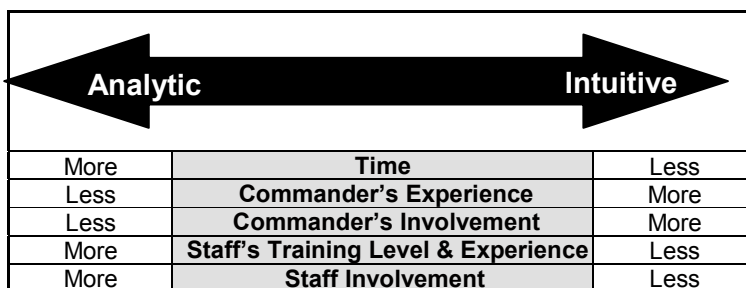 Analytic Intuitive
More Time Less
Less Commander’s Experience More
Less Commander’s Involvement More
More Staff’s Training Level & Experience Less
More Staff Involvement Less